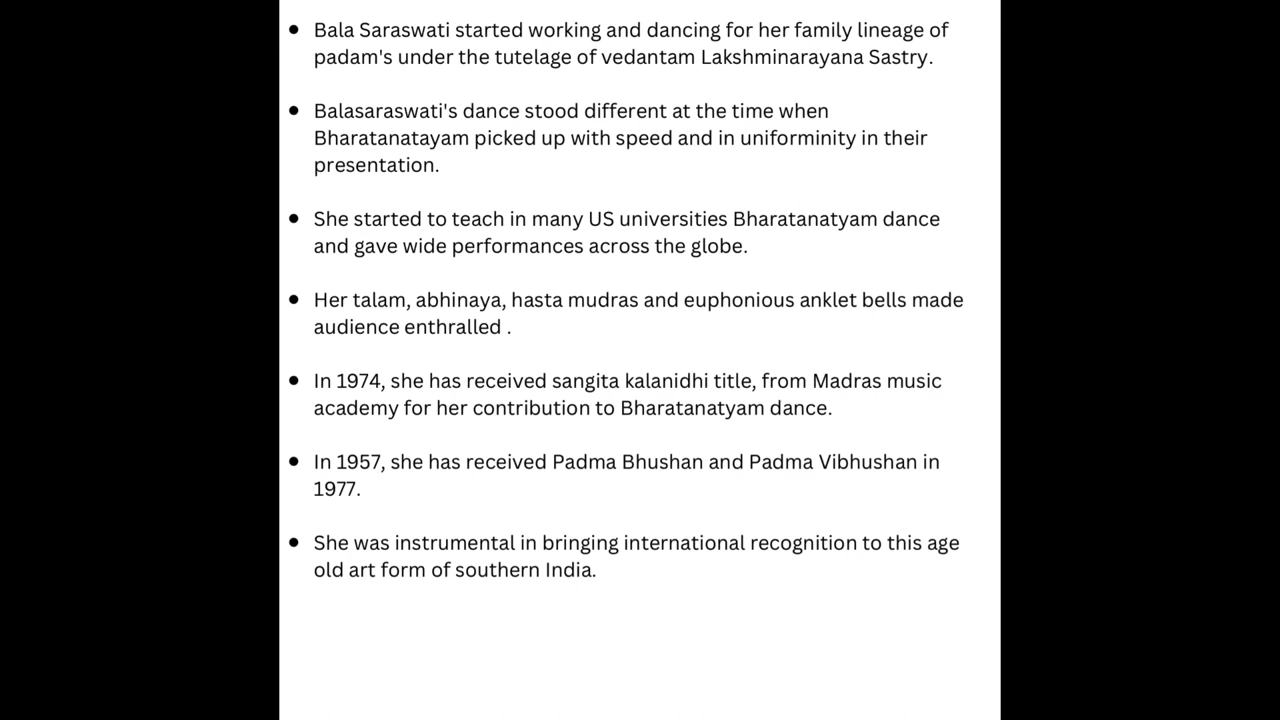 • Bala Saraswati started working and dancing for her family lineage of
padam's under the tutelage of vedantam Lakshminarayana Sastry.
• Balasaraswati's dance stood different at the time when
Bharatanatayam picked up with speed and in uniforminity in their
presentation.
• She started to teach in many US universities Bharatanatyam dance
and gave wide performances across the globe.
• Her talam, abhinaya, hasta mudras and euphonious anklet bells made
audience enthralled .
• In 1974, she has received sangita kalanidhi title, from Madras music
academy for her contribution to Bharatanatyam dance.
• In 1957, she has received Padma Bhushan and Padma Vibhushan in
1977.
• She was instrumental in bringing international recognition to this age
old art form of southern India.